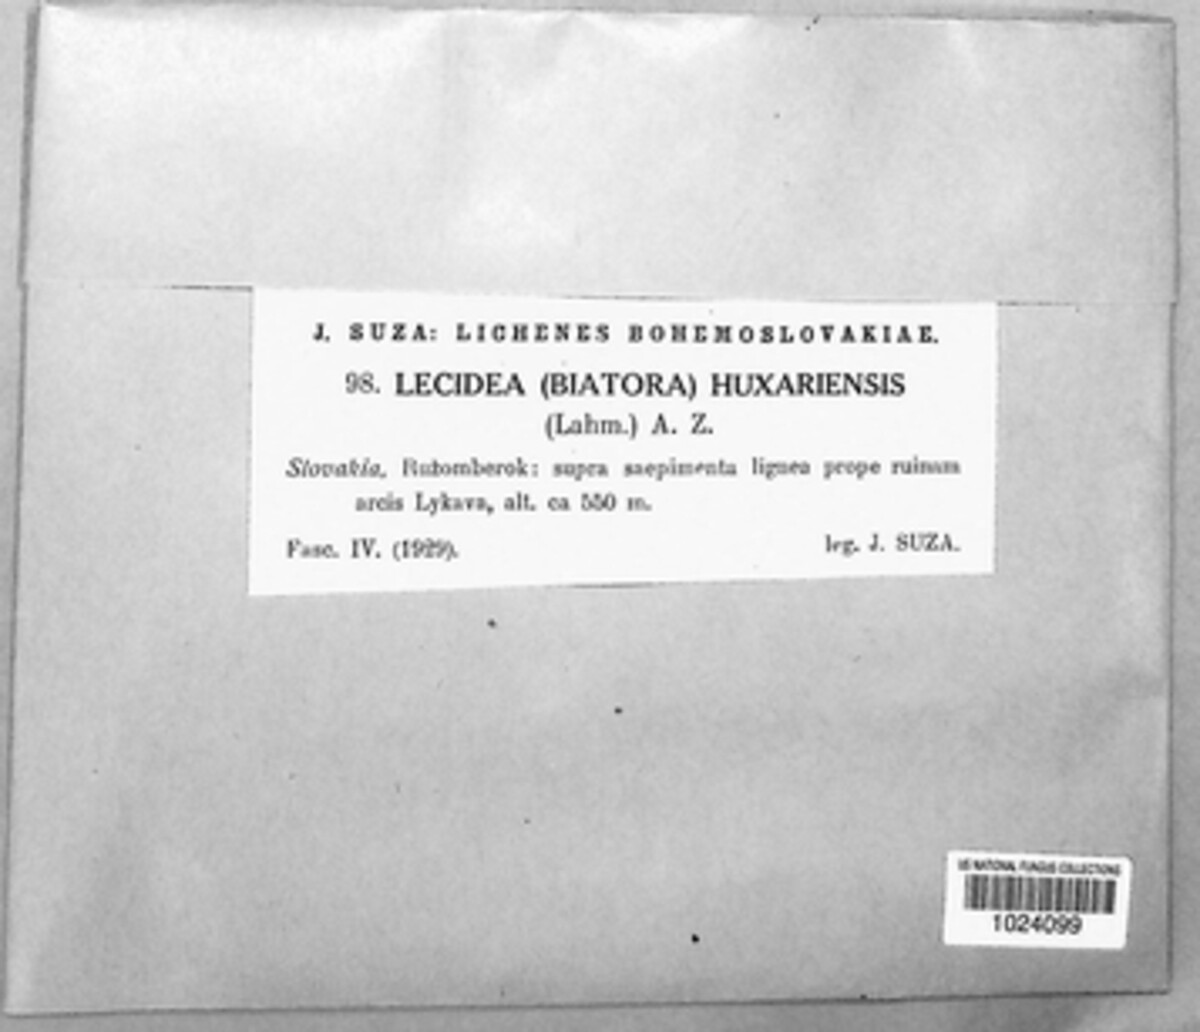 J. SUZA: LICHENES BOHEMOSLOVAKIAE.
98. LECIDEA (BIATORA) HUXARIENSIS
(Lahm.) A. Z.
Slovakia. Ružomberok: supra saepimenta lignea prope ruinam
arcis Lykava, alt. ca 550 m.
Fasc. IV. (1929). leg. J. SUZA.
US NATIONAL FUNGUS COLLECTIONS
1024099